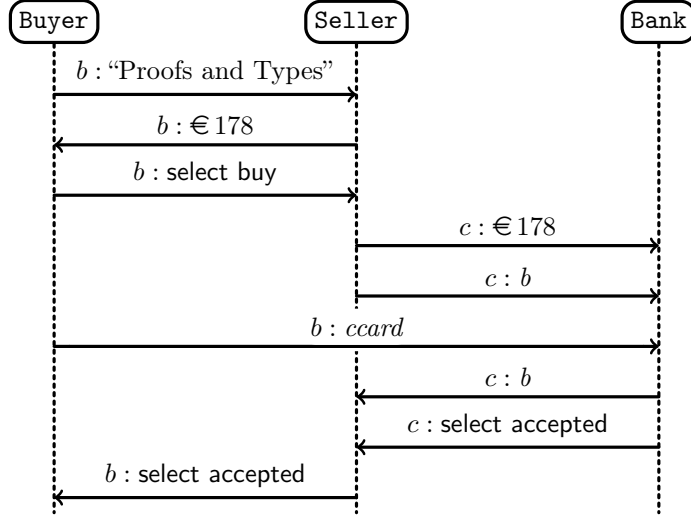 Buyer Seller Bank
b : “Proofs and Types”
b : €178
b : select buy
c : €178
c : b
b : ccard
c : b
c : select accepted
b : select accepted